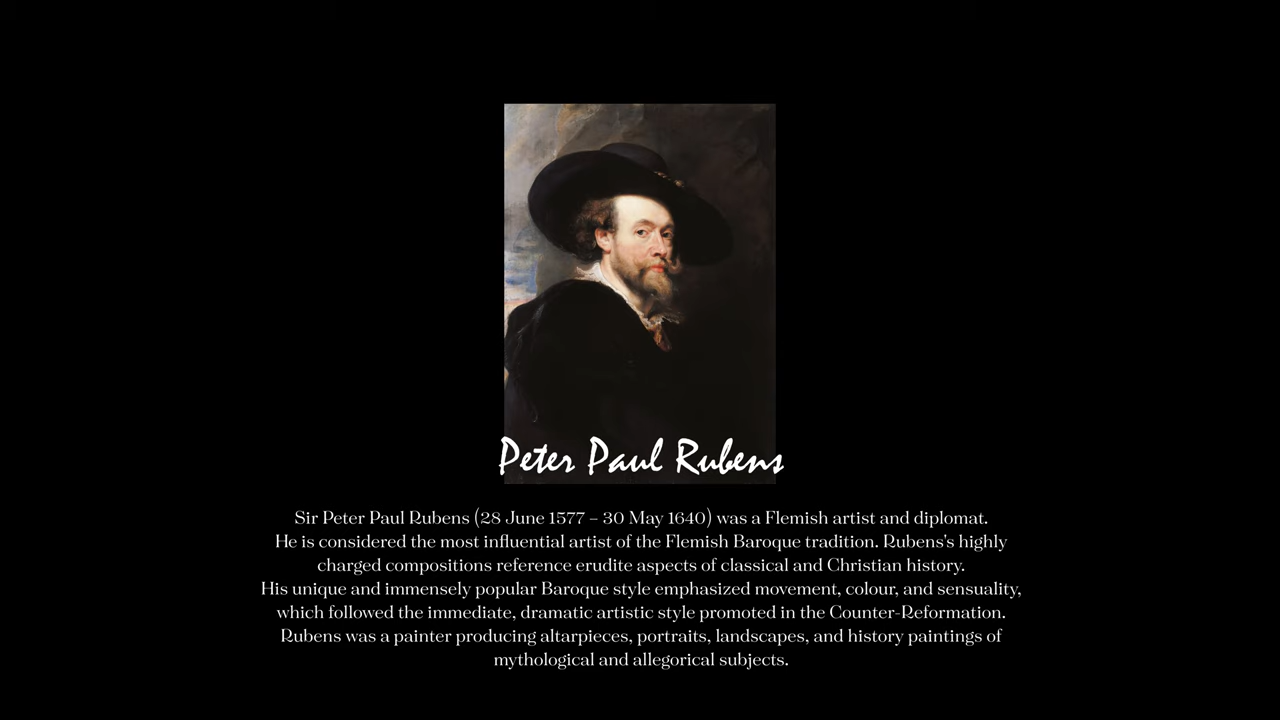 Peter Paul Rubens
Sir Peter Paul Rubens (28 June 1577 – 30 May 1640) was a Flemish artist and diplomat.
He is considered the most influential artist of the Flemish Baroque tradition. Rubens's highly
charged compositions reference erudite aspects of classical and Christian history.
His unique and immensely popular Baroque style emphasized movement, colour, and sensuality,
which followed the immediate, dramatic artistic style promoted in the Counter-Reformation.
Rubens was a painter producing altarpieces, portraits, landscapes, and history paintings of
mythological and allegorical subjects.